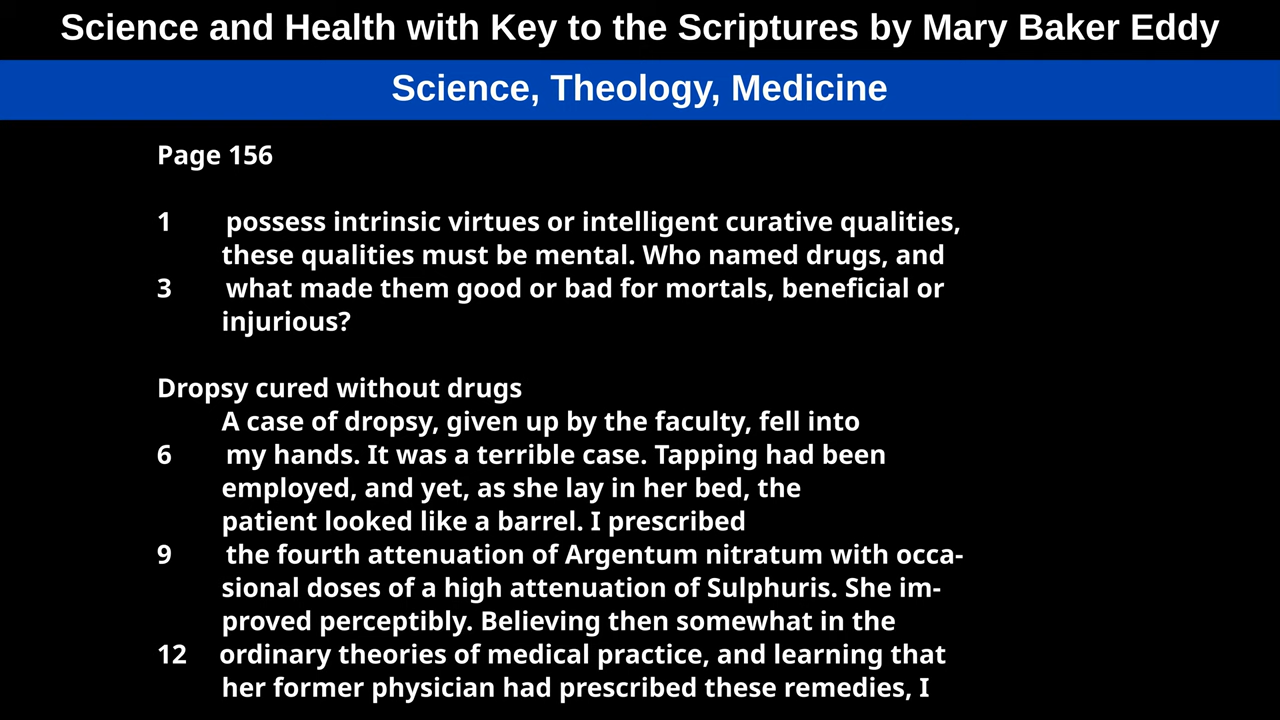 Science and Health with Key to the Scriptures by Mary Baker Eddy
Science, Theology, Medicine
Page 156
1 possess intrinsic virtues or intelligent curative qualities,
these qualities must be mental. Who named drugs, and
3 what made them good or bad for mortals, beneficial or
injurious?
Dropsy cured without drugs
A case of dropsy, given up by the faculty, fell into
6 my hands. It was a terrible case. Tapping had been
employed, and yet, as she lay in her bed, the
patient looked like a barrel. I prescribed
9 the fourth attenuation of Argentum nitratum with occa-
sional doses of a high attenuation of Sulphuris. She im-
proved perceptibly. Believing then somewhat in the
12 ordinary theories of medical practice, and learning that
her former physician had prescribed these remedies, I